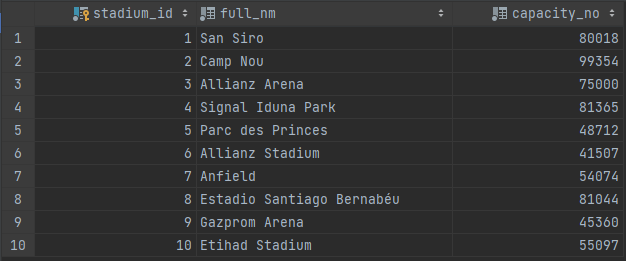 stadium_id full_nm capacity_no
1 1 San Siro 80018
2 2 Camp Nou 99354
3 3 Allianz Arena 75000
4 4 Signal Iduna Park 81365
5 5 Parc des Princes 48712
6 6 Allianz Stadium 41507
7 7 Anfield 54074
8 8 Estadio Santiago Bernabéu 81044
9 9 Gazprom Arena 45360
10 10 Etihad Stadium 55097